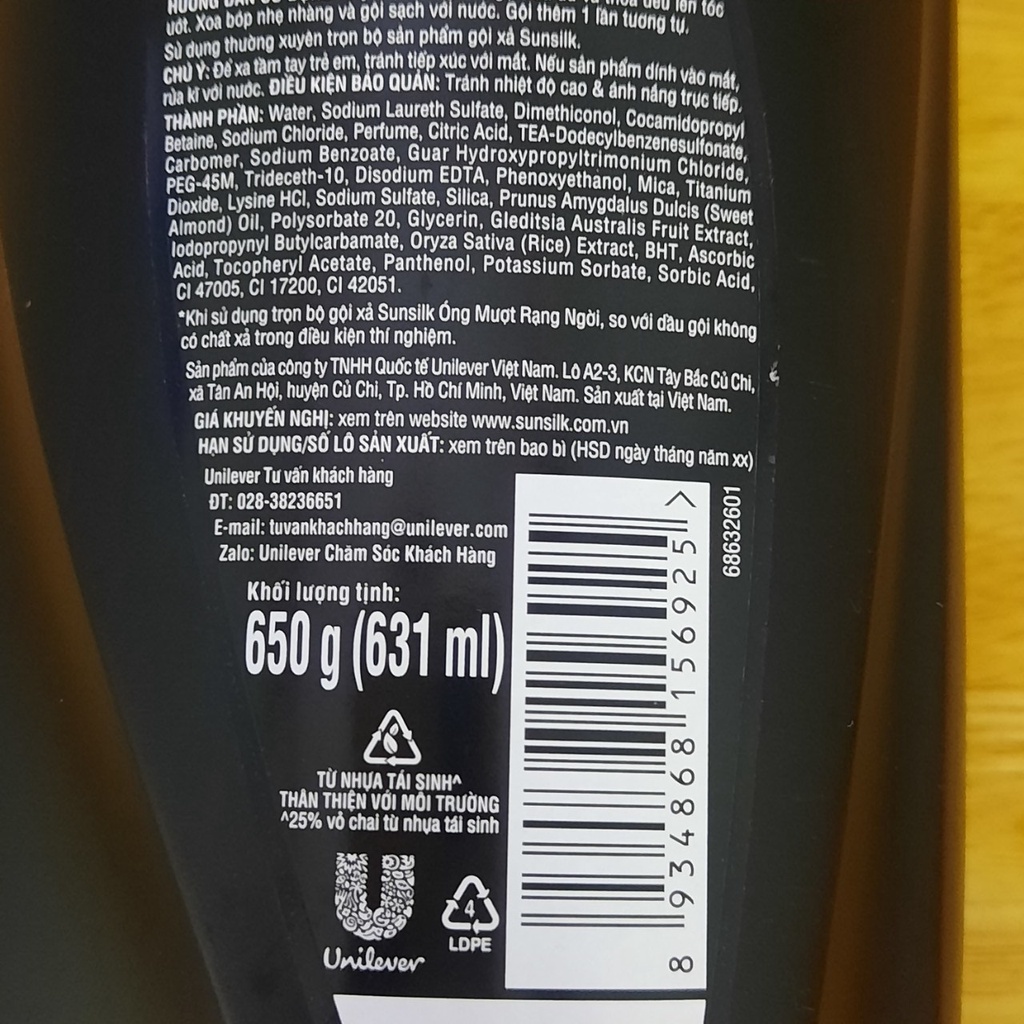 ướt. Xoa bóp nhẹ nhàng và gội sạch với nước. Gội thêm 1 lần tương tự.
Sử dụng thường xuyên trọn bộ sản phẩm gội xả Sunsilk.
CHÚ Ý: Để xa tầm tay trẻ em, tránh tiếp xúc với mắt. Nếu sản phẩm dính vào mắt,
rửa kĩ với nước. ĐIỀU KIỆN BẢO QUẢN: Tránh nhiệt độ cao & ánh nắng trực tiếp.
THÀNH PHẦN: Water, Sodium Laureth Sulfate, Dimethiconol, Cocamidopropyl
Betaine, Sodium Chloride, Perfume, Citric Acid, TEA-Dodecylbenzenesulfonate,
Carbomer, Sodium Benzoate, Guar Hydroxypropyltrimonium Chloride,
PEG-45M, Trideceth-10, Disodium EDTA, Phenoxyethanol, Mica, Titanium
Dioxide, Lysine HCl, Sodium Sulfate, Silica, Prunus Amygdalus Dulcis (Sweet
Almond) Oil, Polysorbate 20, Glycerin, Gleditsia Australis Fruit Extract,
Iodopropynyl Butylcarbamate, Oryza Sativa (Rice) Extract, BHT, Ascorbic
Acid, Tocopheryl Acetate, Panthenol, Potassium Sorbate, Sorbic Acid,
CI 47005, CI 17200, CI 42051.
*Khi sử dụng trọn bộ gội xả Sunsilk Óng Mượt Rạng Ngời, so với dầu gội không
có chất xả trong điều kiện thí nghiệm.
Sản phẩm của công ty TNHH Quốc tế Unilever Việt Nam. Lô A2-3, KCN Tây Bắc Củ Chi,
xã Tân An Hội, huyện Củ Chi, Tp. Hồ Chí Minh, Việt Nam. Sản xuất tại Việt Nam.
GIÁ KHUYẾN NGHỊ: xem trên website www.sunsilk.com.vn
HẠN SỬ DỤNG/SỐ LÔ SẢN XUẤT: xem trên bao bì (HSD ngày tháng năm xx)
Unilever Tư vấn khách hàng
ĐT: 028-38236651
E-mail: tuvankhachhang@unilever.com
Zalo: Unilever Chăm Sóc Khách Hàng
Khối lượng tịnh:
650 g (631 ml)
TỪ NHỰA TÁI SINH^
THÂN THIỆN VỚI MÔI TRƯỜNG
^25% vỏ chai từ nhựa tái sinh
Unilever
4
LDPE
8 934868 156925 >
68632601